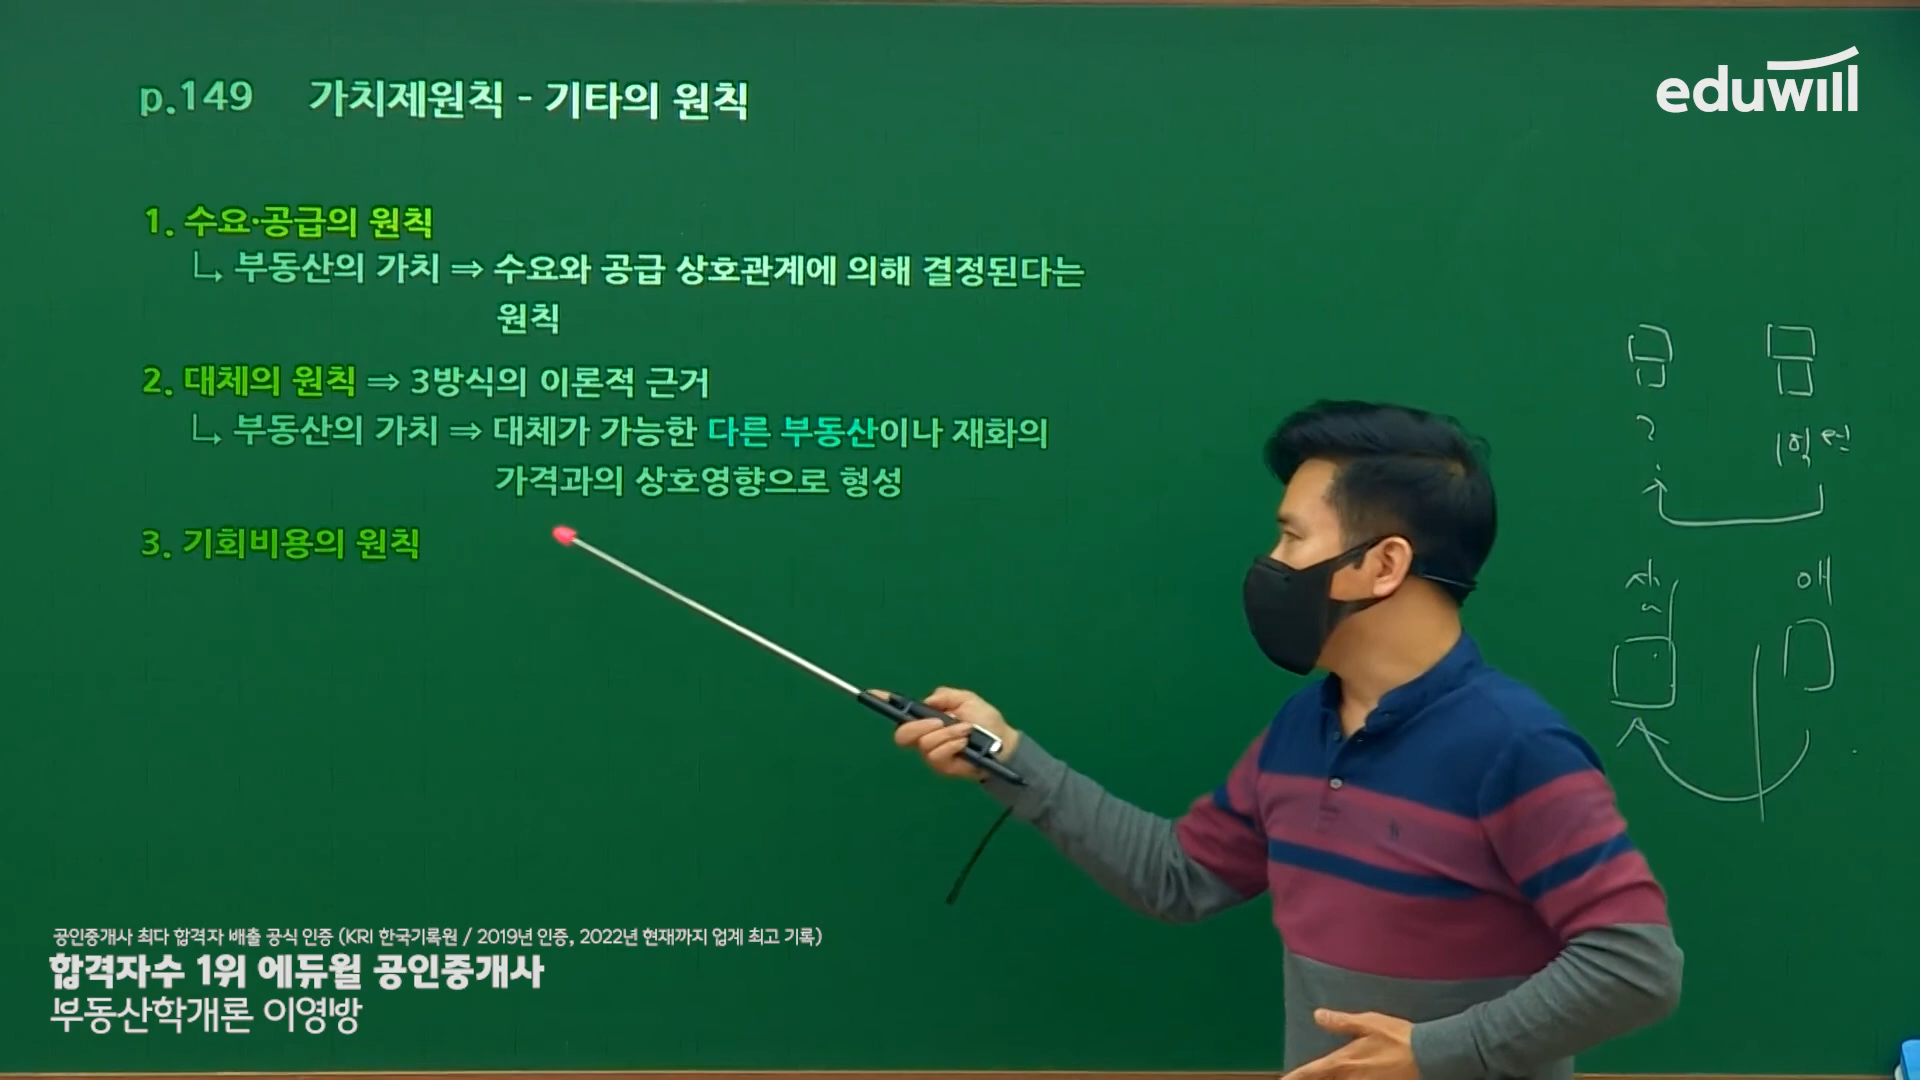 p.149 가치제원칙 - 기타의 원칙
eduwill
1. 수요·공급의 원칙
↳ 부동산의 가치 ⇒ 수요와 공급 상호관계에 의해 결정된다는
원칙
2. 대체의 원칙 ⇒ 3방식의 이론적 근거
↳ 부동산의 가치 ⇒ 대체가 가능한 다른 부동산이나 재화의
가격과의 상호영향으로 형성
3. 기회비용의 원칙
?
1억 원
애
공인중개사 최다 합격자 배출 공식 인증 (KRI 한국기록원 / 2019년 인증, 2022년 현재까지 업계 최고 기록)
합격자수 1위 에듀윌 공인중개사
부동산학개론 이영방